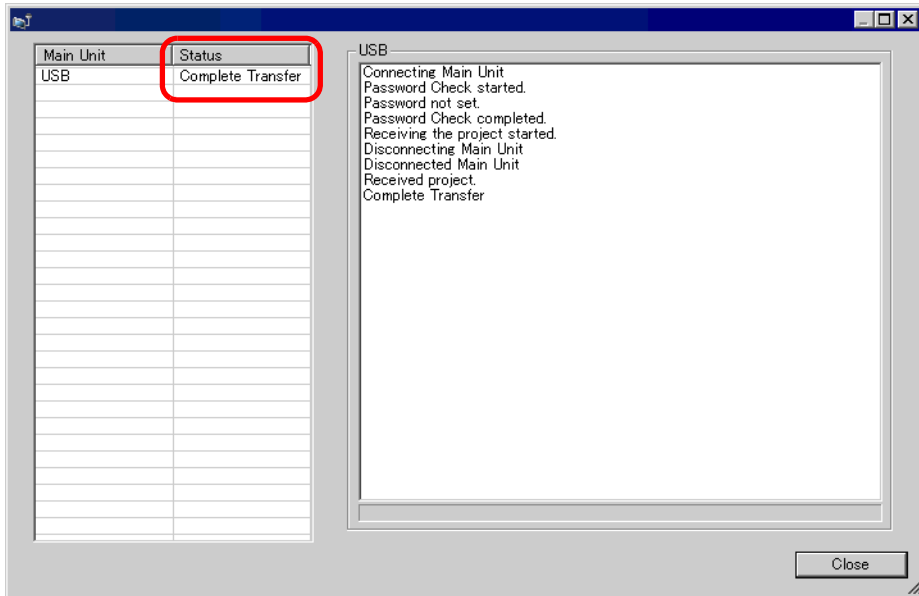 Main Unit Status
USB Complete Transfer
USB
Connecting Main Unit
Password Check started.
Password not set.
Password Check completed.
Receiving the project started.
Disconnecting Main Unit
Disconnected Main Unit
Received project.
Complete Transfer
Close